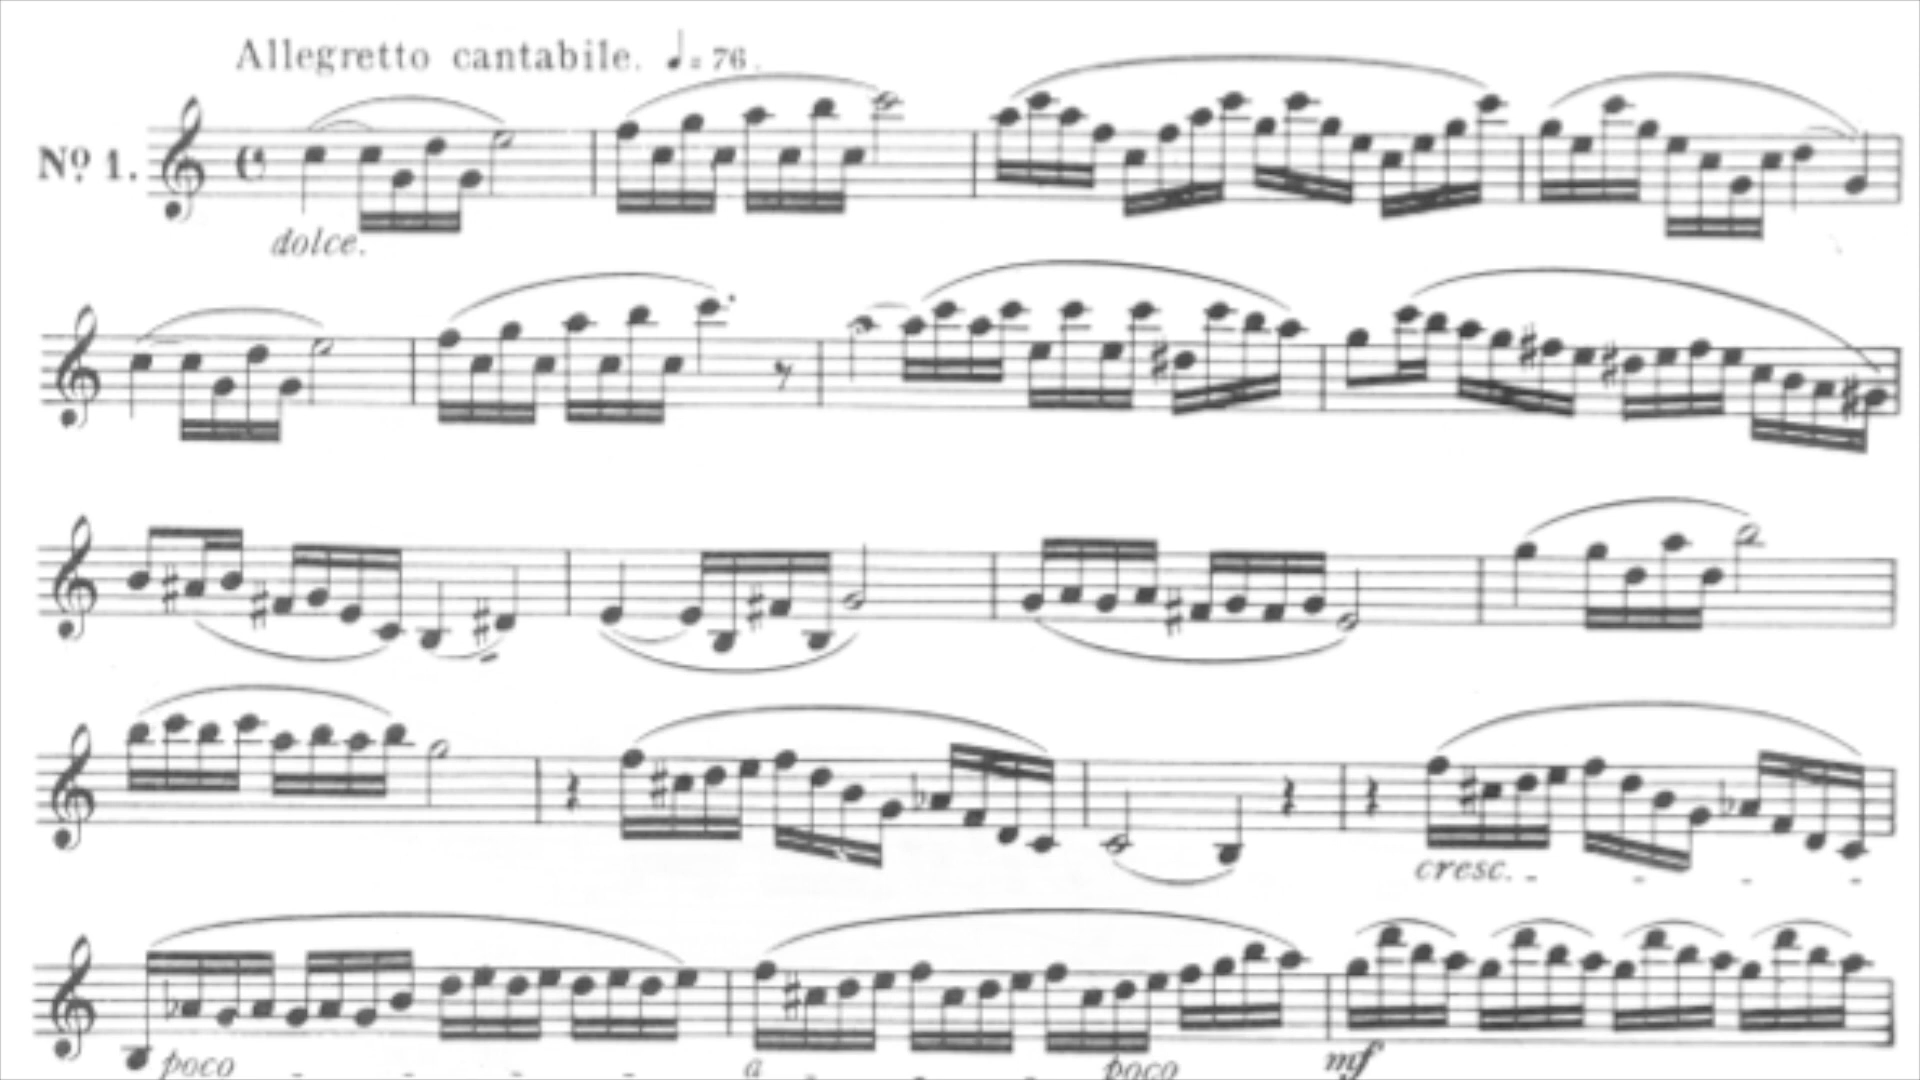 Allegretto cantabile. ♩= 76.
Nº 1.
dolce.
cresc. - - - -
poco - - - - a - - - poco mf